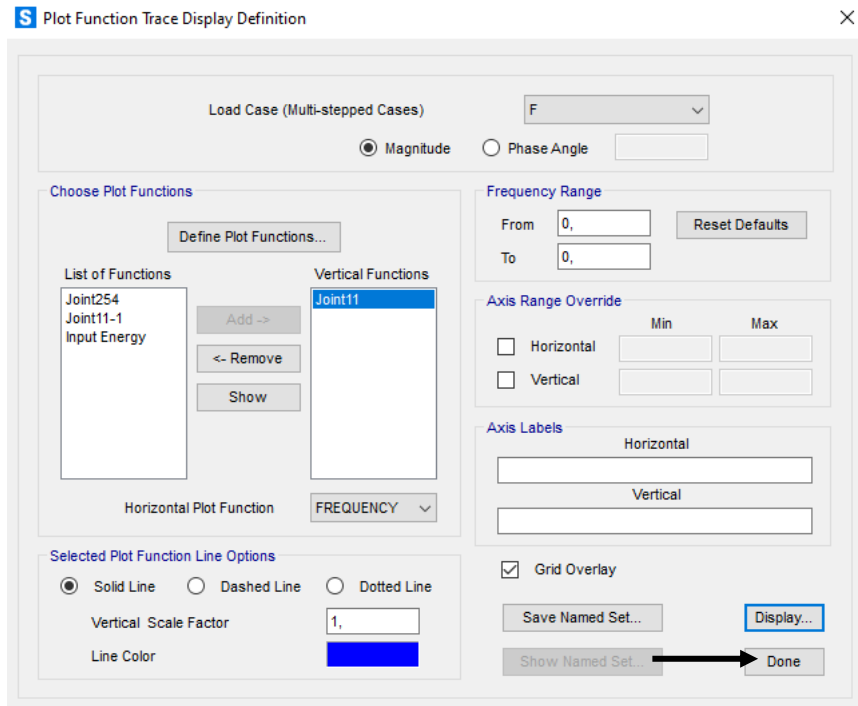 S Plot Function Trace Display Definition
Load Case (Multi-stepped Cases) F
Magnitude Phase Angle
Choose Plot Functions
Define Plot Functions...
List of Functions Vertical Functions
Joint254
Joint11-1
Input Energy
Add ->
<- Remove
Show
Joint11
Horizontal Plot Function FREQUENCY
Selected Plot Function Line Options
Solid Line Dashed Line Dotted Line
Vertical Scale Factor 1,
Line Color
Frequency Range
From 0, Reset Defaults
To 0,
Axis Range Override
Min Max
Horizontal
Vertical
Axis Labels
Horizontal
Vertical
Grid Overlay
Save Named Set... Display...
Show Named Set... Done